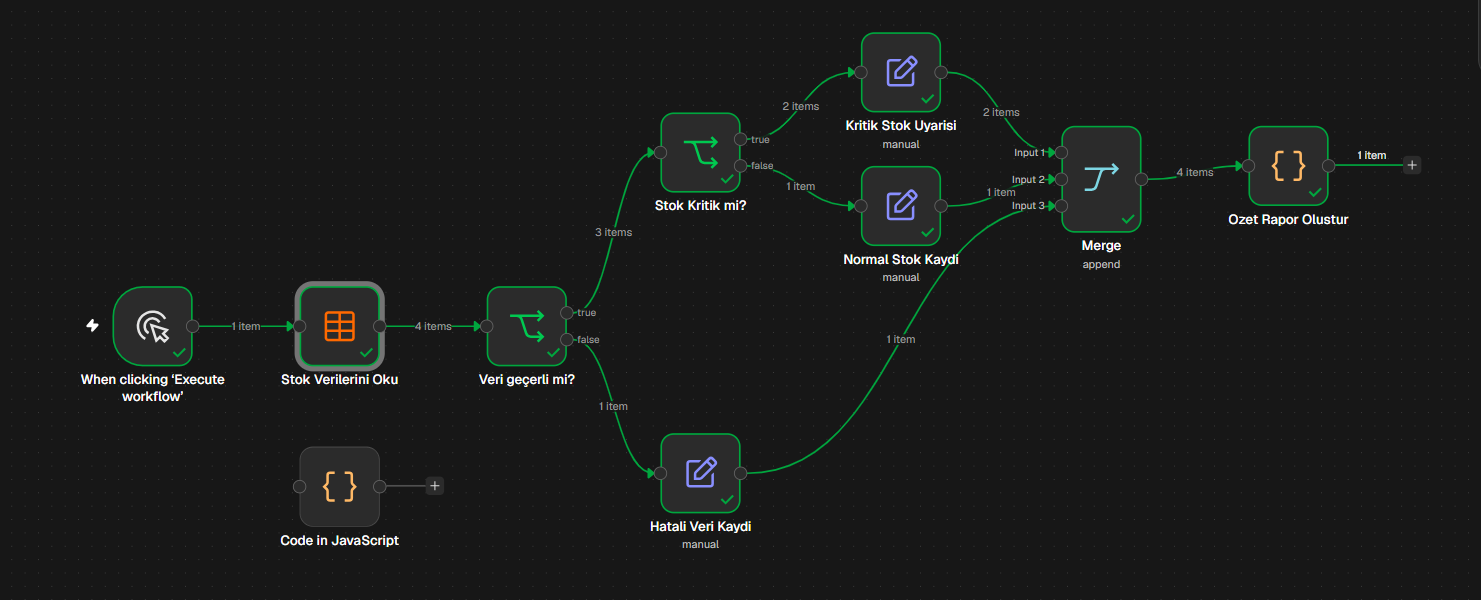 2 items
Kritik Stok Uyarisi
manual
2 items
true
false
Stok Kritik mi?
1 item
Normal Stok Kaydi
manual
1 item
Input 1
Input 2
Input 3
Merge
append
4 items
Ozet Rapor Olustur
1 item
3 items
When clicking ‘Execute
workflow’
1 item
Stok Verilerini Oku
4 items
true
false
Veri geçerli mi?
1 item
1 item
Hatali Veri Kaydi
manual
Code in JavaScript